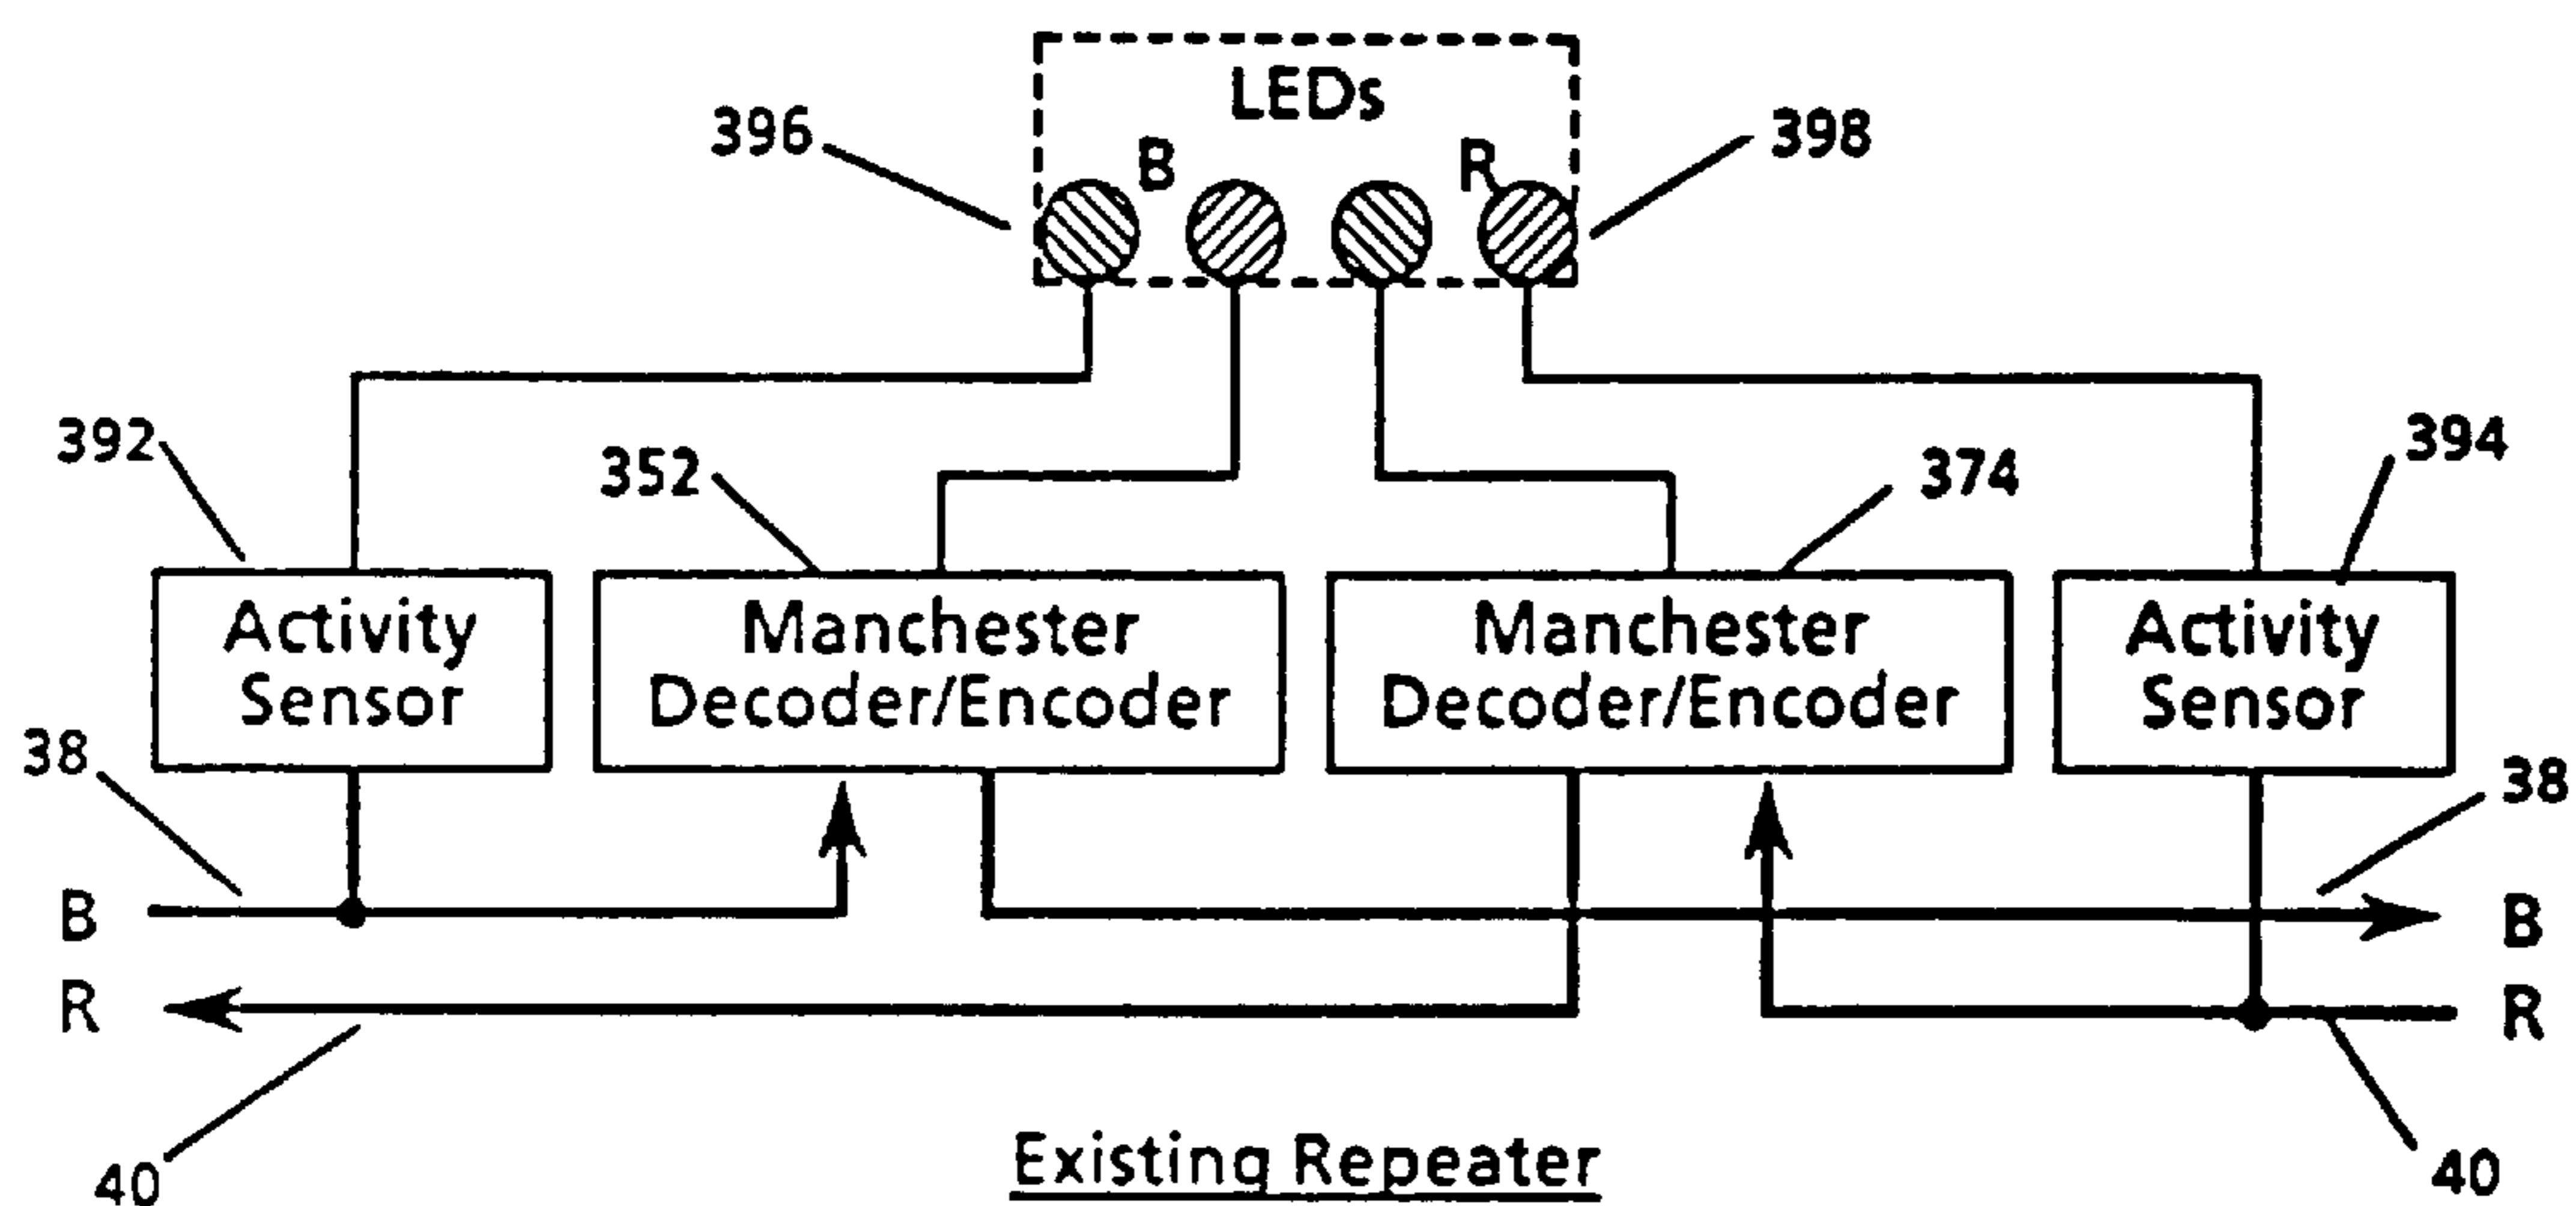 LEDs
396
B
R
398
392
352
374
394
Activity
Sensor
Manchester
Decoder/Encoder
Manchester
Decoder/Encoder
Activity
Sensor
38
38
B
B
R
R
40
40
Existing Repeater